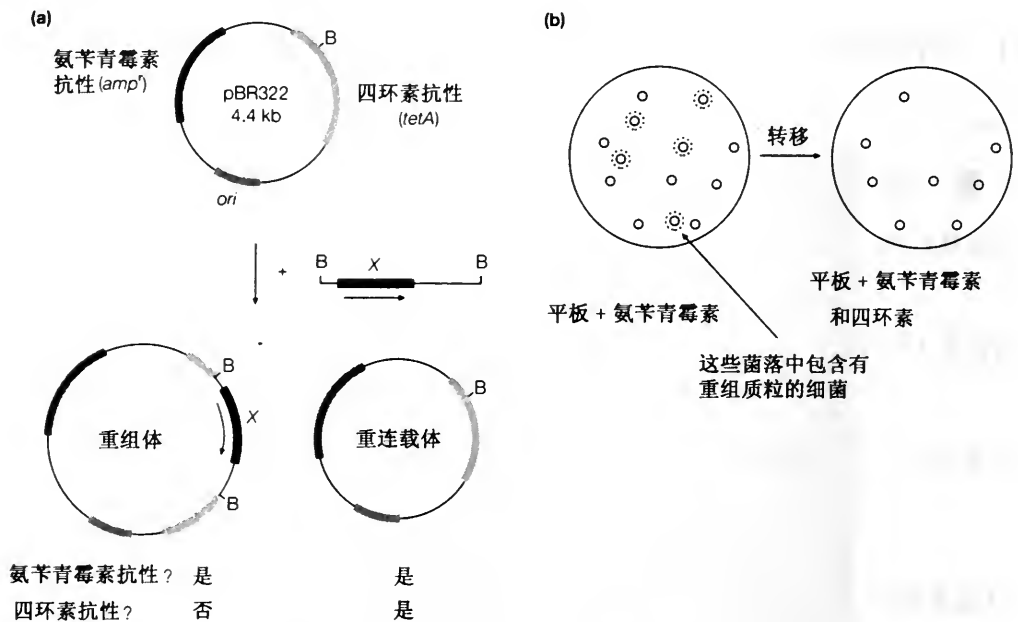 (a)
氨苄青霉素
抗性(ampʳ)
pBR322
4.4 kb
B
四环素抗性
(tetA)
ori
+
B
X
B
B
X
B
重组体
B
重连载体
氨苄青霉素抗性? 是 是
四环素抗性? 否 是
(b)
转移
平板 + 氨苄青霉素
平板 + 氨苄青霉素
和四环素
这些菌落中包含有
重组质粒的细菌